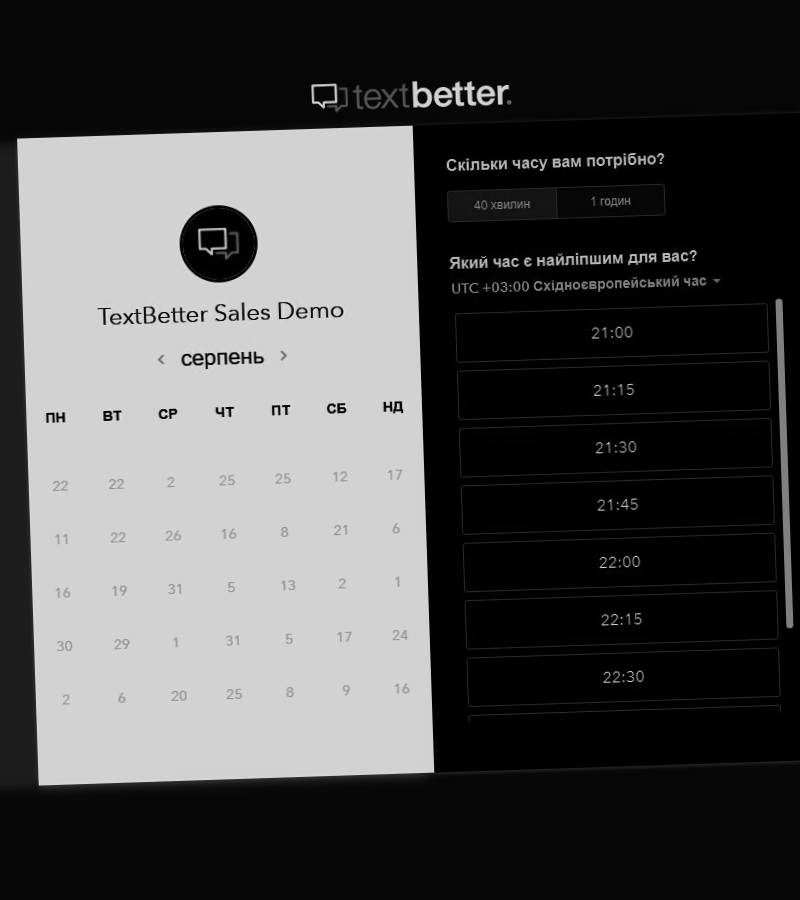 textbetter.
TextBetter Sales Demo
серпень
ПН ВТ СР ЧТ ПТ СБ НД
22 22 2 25 25 12 17
11 22 26 16 8 21 6
16 19 31 5 13 2 1
30 29 1 31 5 17 24
2 6 20 25 8 9 16
Скільки часу вам потрібно?
40 хвилин 1 годин
Який час є найліпшим для вас?
UTC +03:00 Східноєвропейський час
21:00
21:15
21:30
21:45
22:00
22:15
22:30